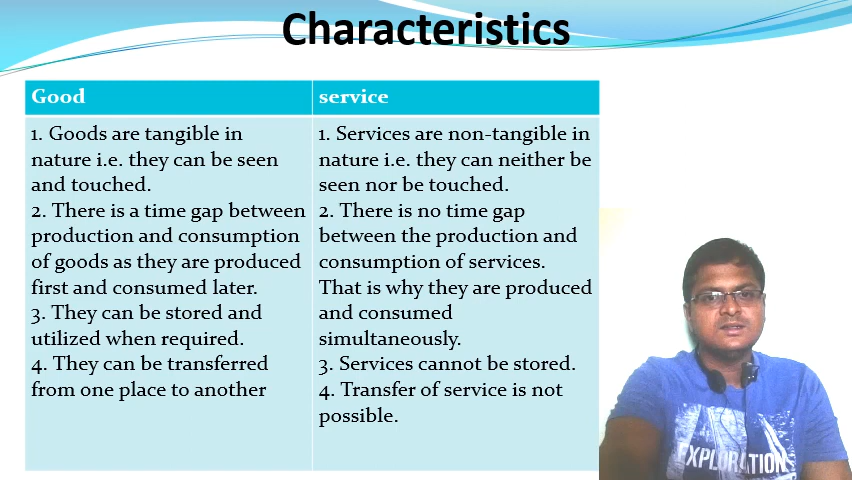 Characteristics
Good
1. Goods are tangible in
nature i.e. they can be seen
and touched.
2. There is a time gap between
production and consumption
of goods as they are produced
first and consumed later.
3. They can be stored and
utilized when required.
4. They can be transferred
from one place to another
service
1. Services are non-tangible in
nature i.e. they can neither be
seen nor be touched.
2. There is no time gap
between the production and
consumption of services.
That is why they are produced
and consumed
simultaneously.
3. Services cannot be stored.
4. Transfer of service is not
possible.
EXPLORATION